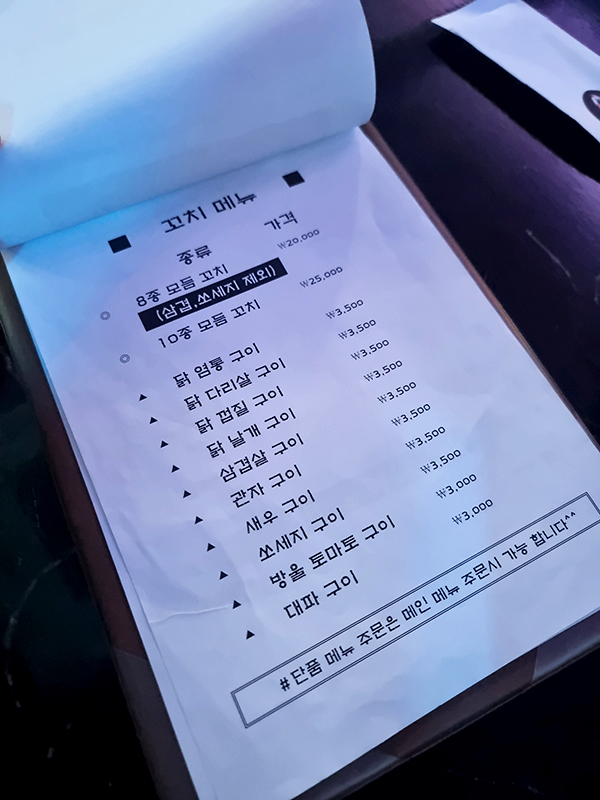 ■ 꼬치 메뉴 ■
종류 가격
◎ 8종 모듬 꼬치 ₩20,000
(삼겹,쏘세지 제외)
◎ 10종 모듬 꼬치 ₩25,000
▲ 닭 염통 구이 ₩3,500
▲ 닭 다리살 구이 ₩3,500
▲ 닭 껍질 구이 ₩3,500
▲ 닭 날개 구이 ₩3,500
▲ 삼겹살 구이 ₩3,500
▲ 관자 구이 ₩3,500
▲ 새우 구이 ₩3,500
▲ 쏘세지 구이 ₩3,500
▲ 방울 토마토 구이 ₩3,000
▲ 대파 구이 ₩3,000
#단품 메뉴 주문은 메인 메뉴 주문시 가능 합니다^^